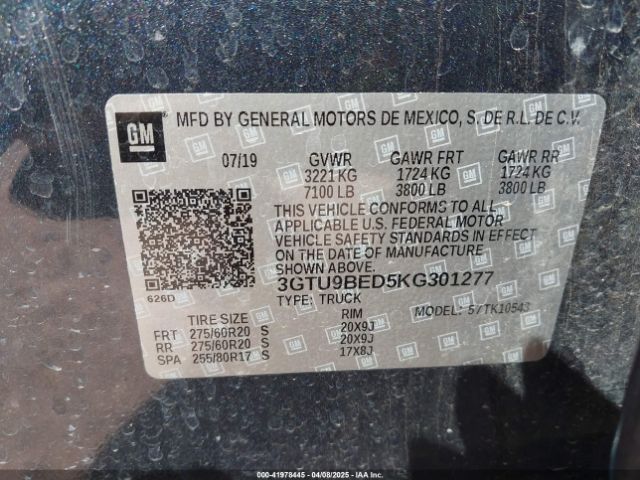 GM MFD BY GENERAL MOTORS DE MEXICO, S. DE R.L. DE C.V.
07/19 GVWR GAWR FRT GAWR RR
3221 KG 1724 KG 1724 KG
7100 LB 3800 LB 3800 LB
THIS VEHICLE CONFORMS TO ALL
APPLICABLE U.S. FEDERAL MOTOR
VEHICLE SAFETY STANDARDS IN EFFECT
ON THE DATE OF MANUFACTURE
SHOWN ABOVE.
3GTU9BED5KG301277
626D TYPE: TRUCK MODEL: 57TK10543
TIRE SIZE RIM
FRT 275/60R20 S 20X9J
RR 275/60R20 S 20X9J
SPA 255/80R17 S 17X8J
000-41978445 - 04/08/2025 - IAAI.COM